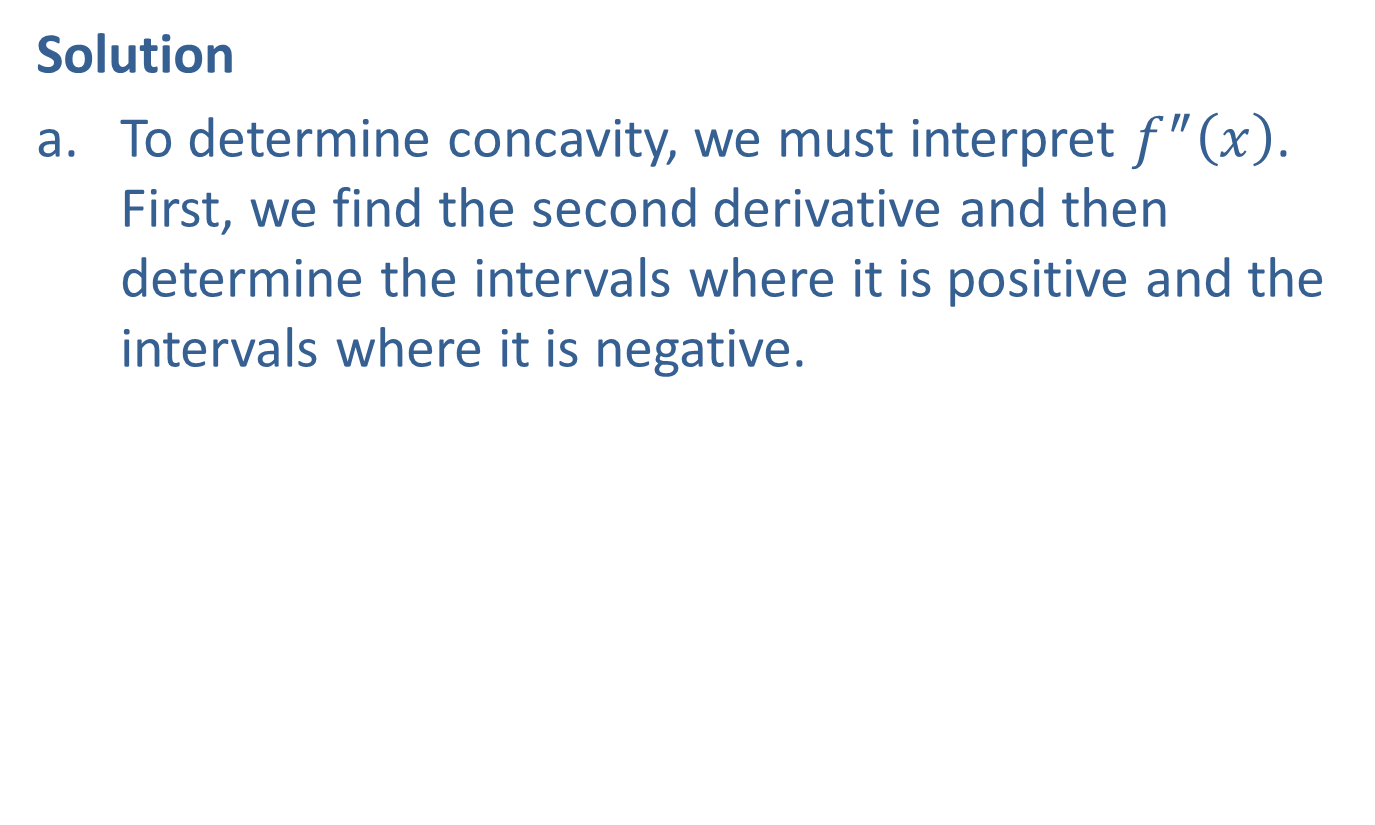 Solution
a. To determine concavity, we must interpret f″(x).
First, we find the second derivative and then
determine the intervals where it is positive and the
intervals where it is negative.